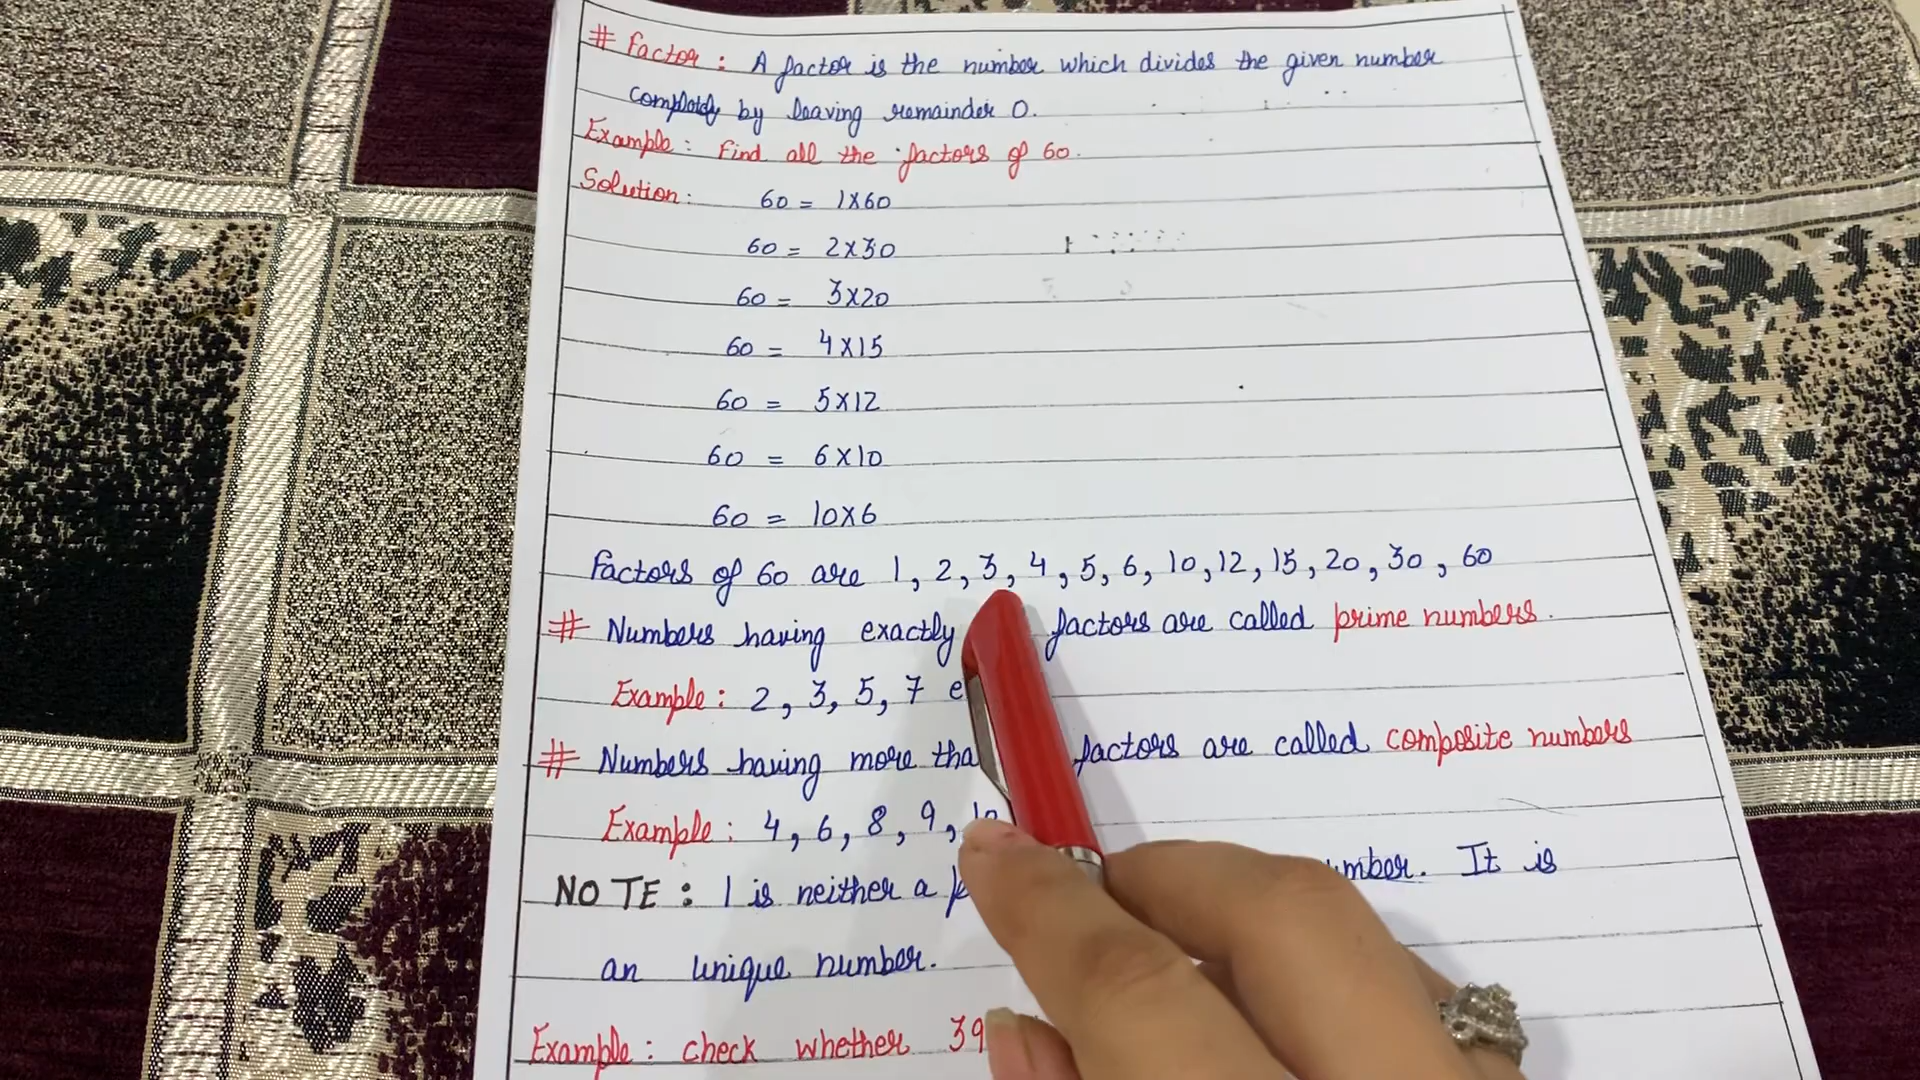 # Factor : A factor is the number which divides the given number
completely by leaving remainder 0.
Example : Find all the factors of 60.
Solution : 60 = 1x60
60 = 2x30
60 = 3x20
60 = 4x15
60 = 5x12
60 = 6x10
60 = 10x6
Factors of 60 are 1, 2, 3, 4, 5, 6, 10, 12, 15, 20, 30, 60
# Numbers having exactly factors are called prime numbers.
Example : 2, 3, 5, 7
# Numbers having more factors are called composite numbers
Example : 4, 6, 8, 9, 10
NOTE : 1 is neither a It is
an unique number.
Example : check whether 39